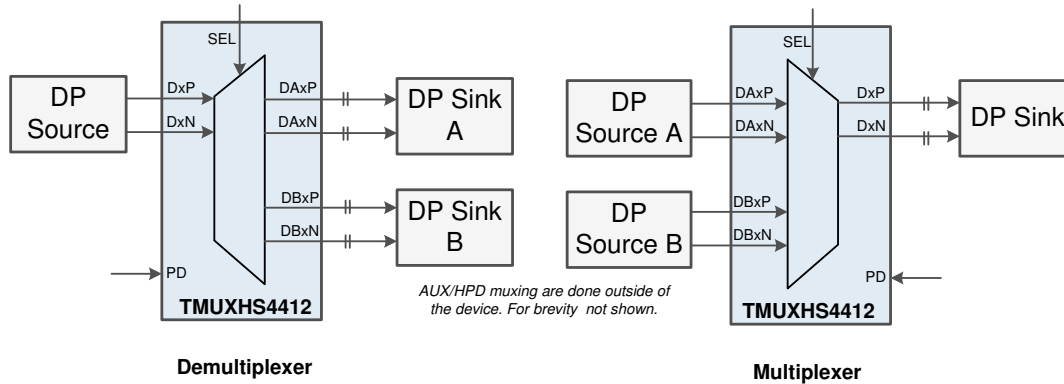 SEL
DP
Source
DxP
DxN
DAxP
DAxN
DP Sink
A
DBxP
DBxN
DP Sink
B
PD
TMUXHS4412
Demultiplexer
AUX/HPD muxing are done outside of
the device. For brevity not shown.
SEL
DP
Source A
DAxP
DAxN
DP
Source B
DBxP
DBxN
DxP
DxN
DP Sink
PD
TMUXHS4412
Multiplexer